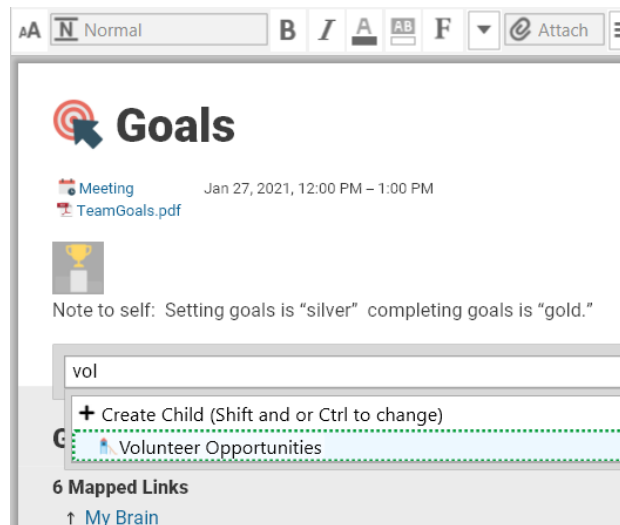 AA N Normal B I A AB F Attach
Goals
Meeting Jan 27, 2021, 12:00 PM – 1:00 PM
TeamGoals.pdf
Note to self: Setting goals is “silver” completing goals is “gold.”
vol
+ Create Child (Shift and or Ctrl to change)
G
Volunteer Opportunities
6 Mapped Links
↑ My Brain